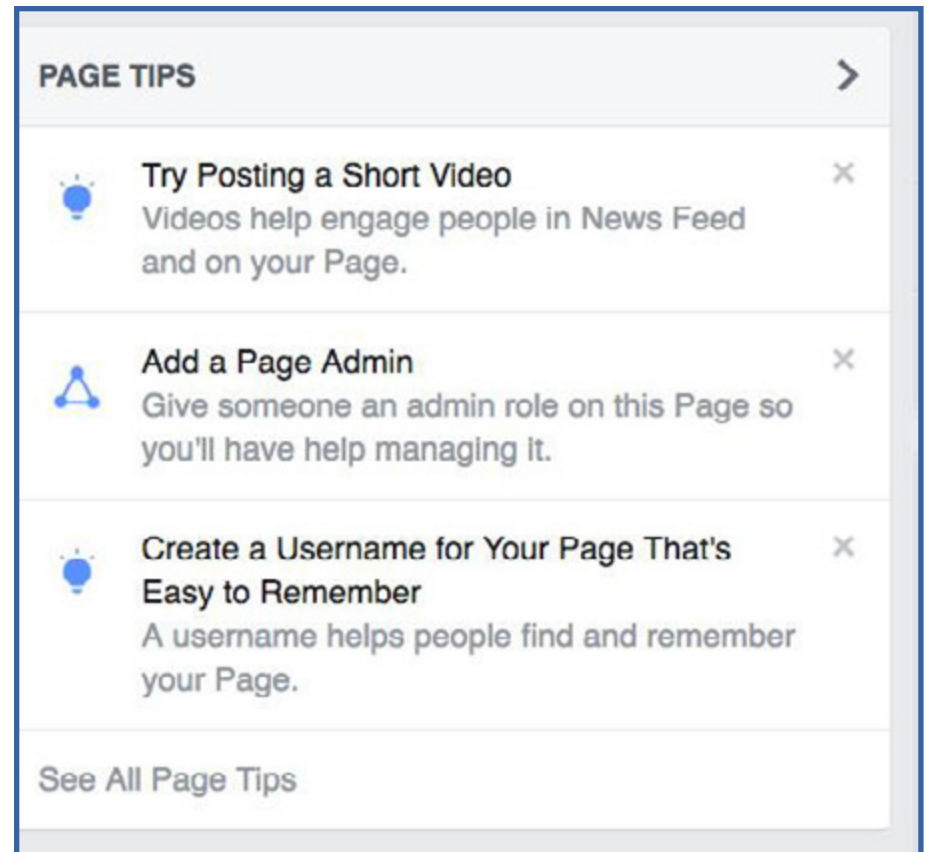 PAGE TIPS
Try Posting a Short Video
Videos help engage people in News Feed
and on your Page.
Add a Page Admin
Give someone an admin role on this Page so
you'll have help managing it.
Create a Username for Your Page That's
Easy to Remember
A username helps people find and remember
your Page.
See All Page Tips